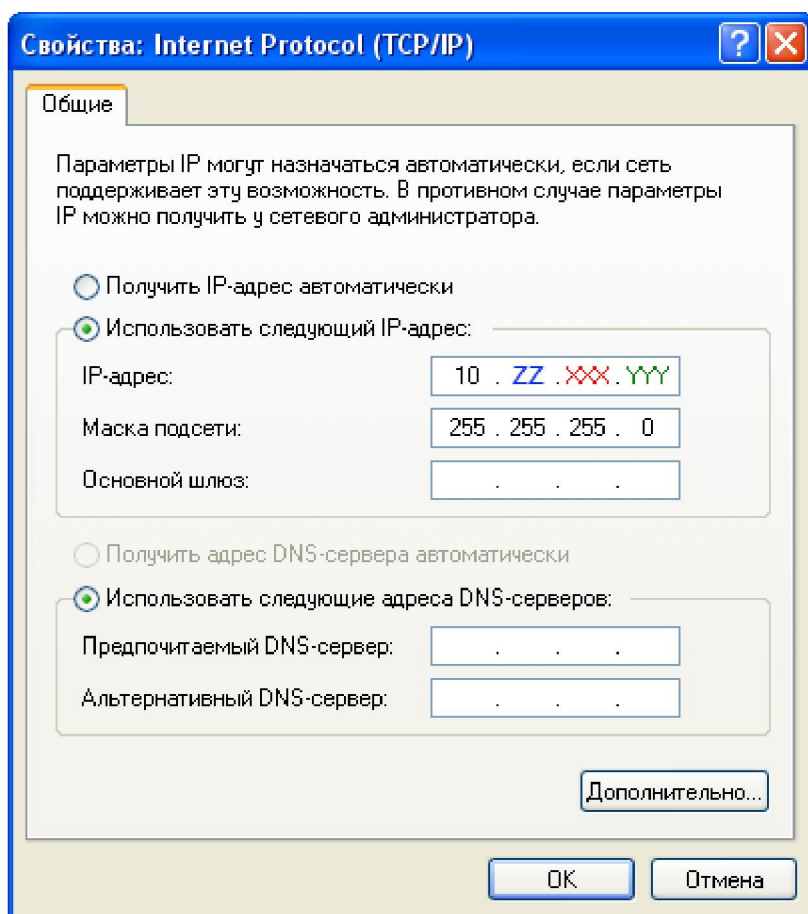 Свойства: Internet Protocol (TCP/IP)
Общие
Параметры IP могут назначаться автоматически, если сеть
поддерживает эту возможность. В противном случае параметры
IP можно получить у сетевого администратора.
Получить IP-адрес автоматически
Использовать следующий IP-адрес:
IP-адрес: 10 . ZZ . XXX . YYY
Маска подсети: 255 . 255 . 255 . 0
Основной шлюз: . . .
Получить адрес DNS-сервера автоматически
Использовать следующие адреса DNS-серверов:
Предпочитаемый DNS-сервер: . . .
Альтернативный DNS-сервер: . . .
Дополнительно...
OK Отмена